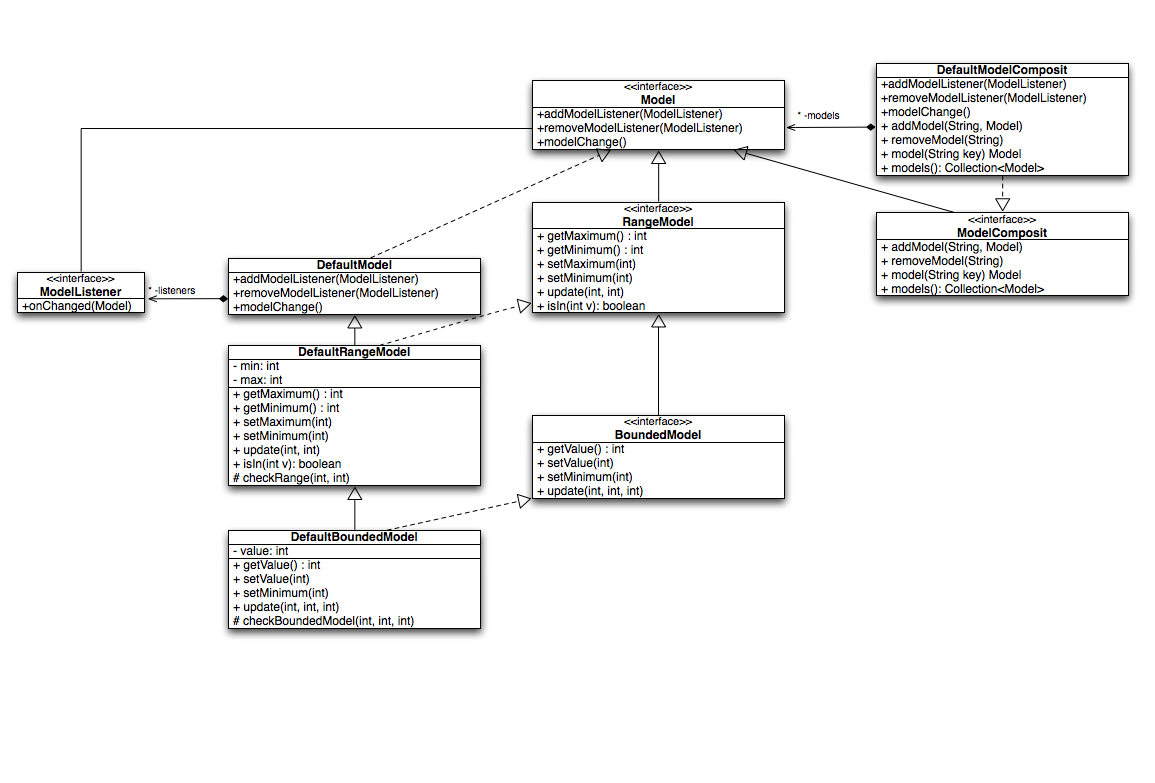 <<interface>>
Model
+addModelListener(ModelListener)
+removeModelListener(ModelListener)
+modelChange()
* -models
DefaultModelComposit
+addModelListener(ModelListener)
+removeModelListener(ModelListener)
+modelChange()
+ addModel(String, Model)
+ removeModel(String)
+ model(String key) Model
+ models(): Collection<Model>
<<interface>>
ModelComposit
+ addModel(String, Model)
+ removeModel(String)
+ model(String key) Model
+ models(): Collection<Model>
<<interface>>
RangeModel
+ getMaximum() : int
+ getMinimum() : int
+ setMaximum(int)
+ setMinimum(int)
+ update(int, int)
+ isIn(int v): boolean
<<interface>>
ModelListener
+onChanged(Model)
* -listeners
DefaultModel
+addModelListener(ModelListener)
+removeModelListener(ModelListener)
+modelChange()
DefaultRangeModel
- min: int
- max: int
+ getMaximum() : int
+ getMinimum() : int
+ setMaximum(int)
+ setMinimum(int)
+ update(int, int)
+ isIn(int v): boolean
# checkRange(int, int)
<<interface>>
BoundedModel
+ getValue() : int
+ setValue(int)
+ setMinimum(int)
+ update(int, int, int)
DefaultBoundedModel
- value: int
+ getValue() : int
+ setValue(int)
+ setMinimum(int)
+ update(int, int, int)
# checkBoundedModel(int, int, int)